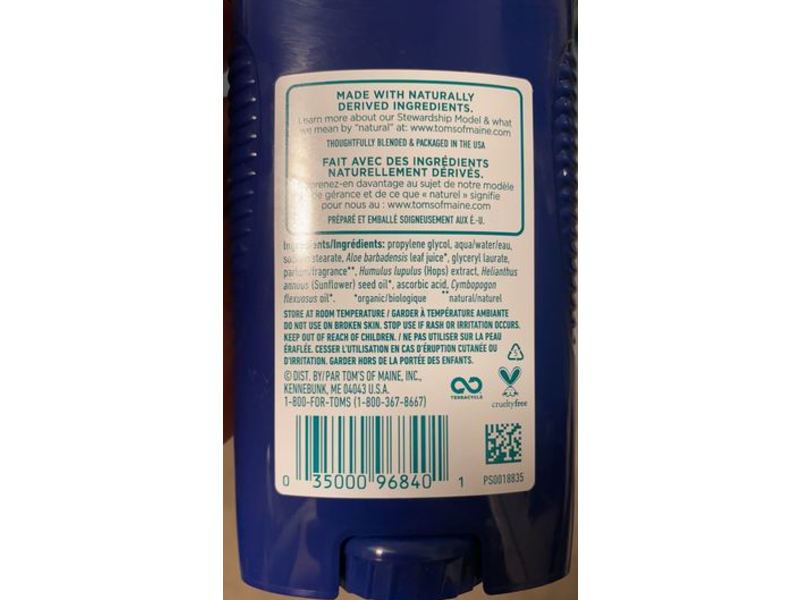 MADE WITH NATURALLY
DERIVED INGREDIENTS.
Learn more about our Stewardship Model & what
we mean by "natural" at: www.tomsofmaine.com
THOUGHTFULLY BLENDED & PACKAGED IN THE USA
FAIT AVEC DES INGRÉDIENTS
NATURELLEMENT DÉRIVÉS.
davantage au sujet de notre modèle
de gérance et de ce que « naturel » signifie
pour nous au : www.tomsofmaine.com
PRÉPARÉ ET EMBALLÉ SOIGNEUSEMENT AUX É.-U.
Ingredients/Ingrédients: propylene glycol, aqua/water/eau,
sodium stearate, Aloe barbadensis leaf juice*, glyceryl laurate,
parfum/fragrance**, Humulus lupulus (Hops) extract, Helianthus
annuus (Sunflower) seed oil*, ascorbic acid, Cymbopogon
flexuosus oil*. *organic/biologique **natural/naturel
STORE AT ROOM TEMPERATURE / GARDER À TEMPÉRATURE AMBIANTE
DO NOT USE ON BROKEN SKIN. STOP USE IF RASH OR IRRITATION OCCURS.
KEEP OUT OF REACH OF CHILDREN. / NE PAS UTILISER SUR LA PEAU
ÉRAFLÉE. CESSER L'UTILISATION EN CAS D'ÉRUPTION CUTANÉE OU
D'IRRITATION. GARDER HORS DE LA PORTÉE DES ENFANTS.
5
© DIST. BY/PAR TOM'S OF MAINE, INC.,
KENNEBUNK, ME 04043 U.S.A.
1-800-FOR-TOMS (1-800-367-8667)
TERRACYCLE
crueltyfree
0 35000 96840 1
PS0018835